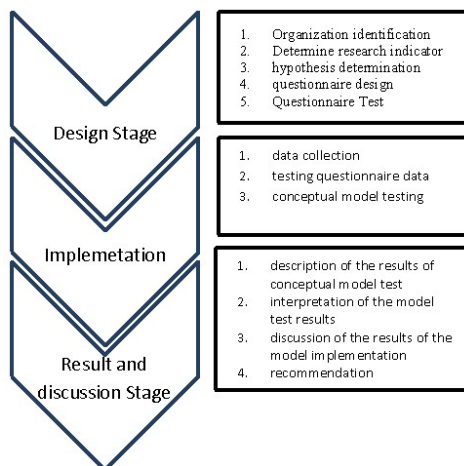 Design Stage
1. Organization identification
2. Determine research indicator
3. hypothesis determination
4. questionnaire design
5. Questionnaire Test
Implemetation
1. data collection
2. testing questionnaire data
3. conceptual model testing
Result and
discussion Stage
1. description of the results of
conceptual model test
2. interpretation of the model
test results
3. discussion of the results of the
model implementation
4. recommendation